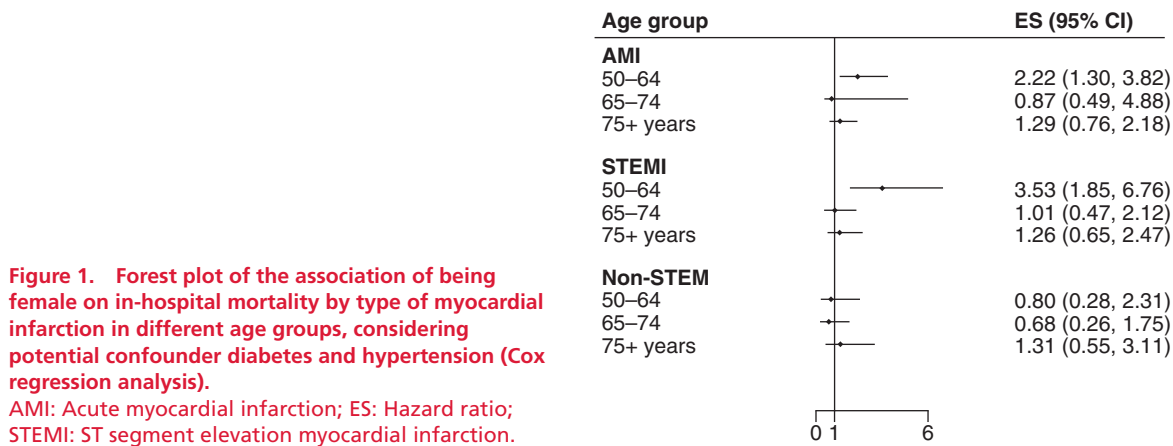 Age group ES (95% CI)
AMI
50–64 2.22 (1.30, 3.82)
65–74 0.87 (0.49, 4.88)
75+ years 1.29 (0.76, 2.18)
STEMI
50–64 3.53 (1.85, 6.76)
65–74 1.01 (0.47, 2.12)
75+ years 1.26 (0.65, 2.47)
Non-STEM
50–64 0.80 (0.28, 2.31)
65–74 0.68 (0.26, 1.75)
75+ years 1.31 (0.55, 3.11)
0 1 6
Figure 1. Forest plot of the association of being
female on in-hospital mortality by type of myocardial
infarction in different age groups, considering
potential confounder diabetes and hypertension (Cox
regression analysis).
AMI: Acute myocardial infarction; ES: Hazard ratio;
STEMI: ST segment elevation myocardial infarction.